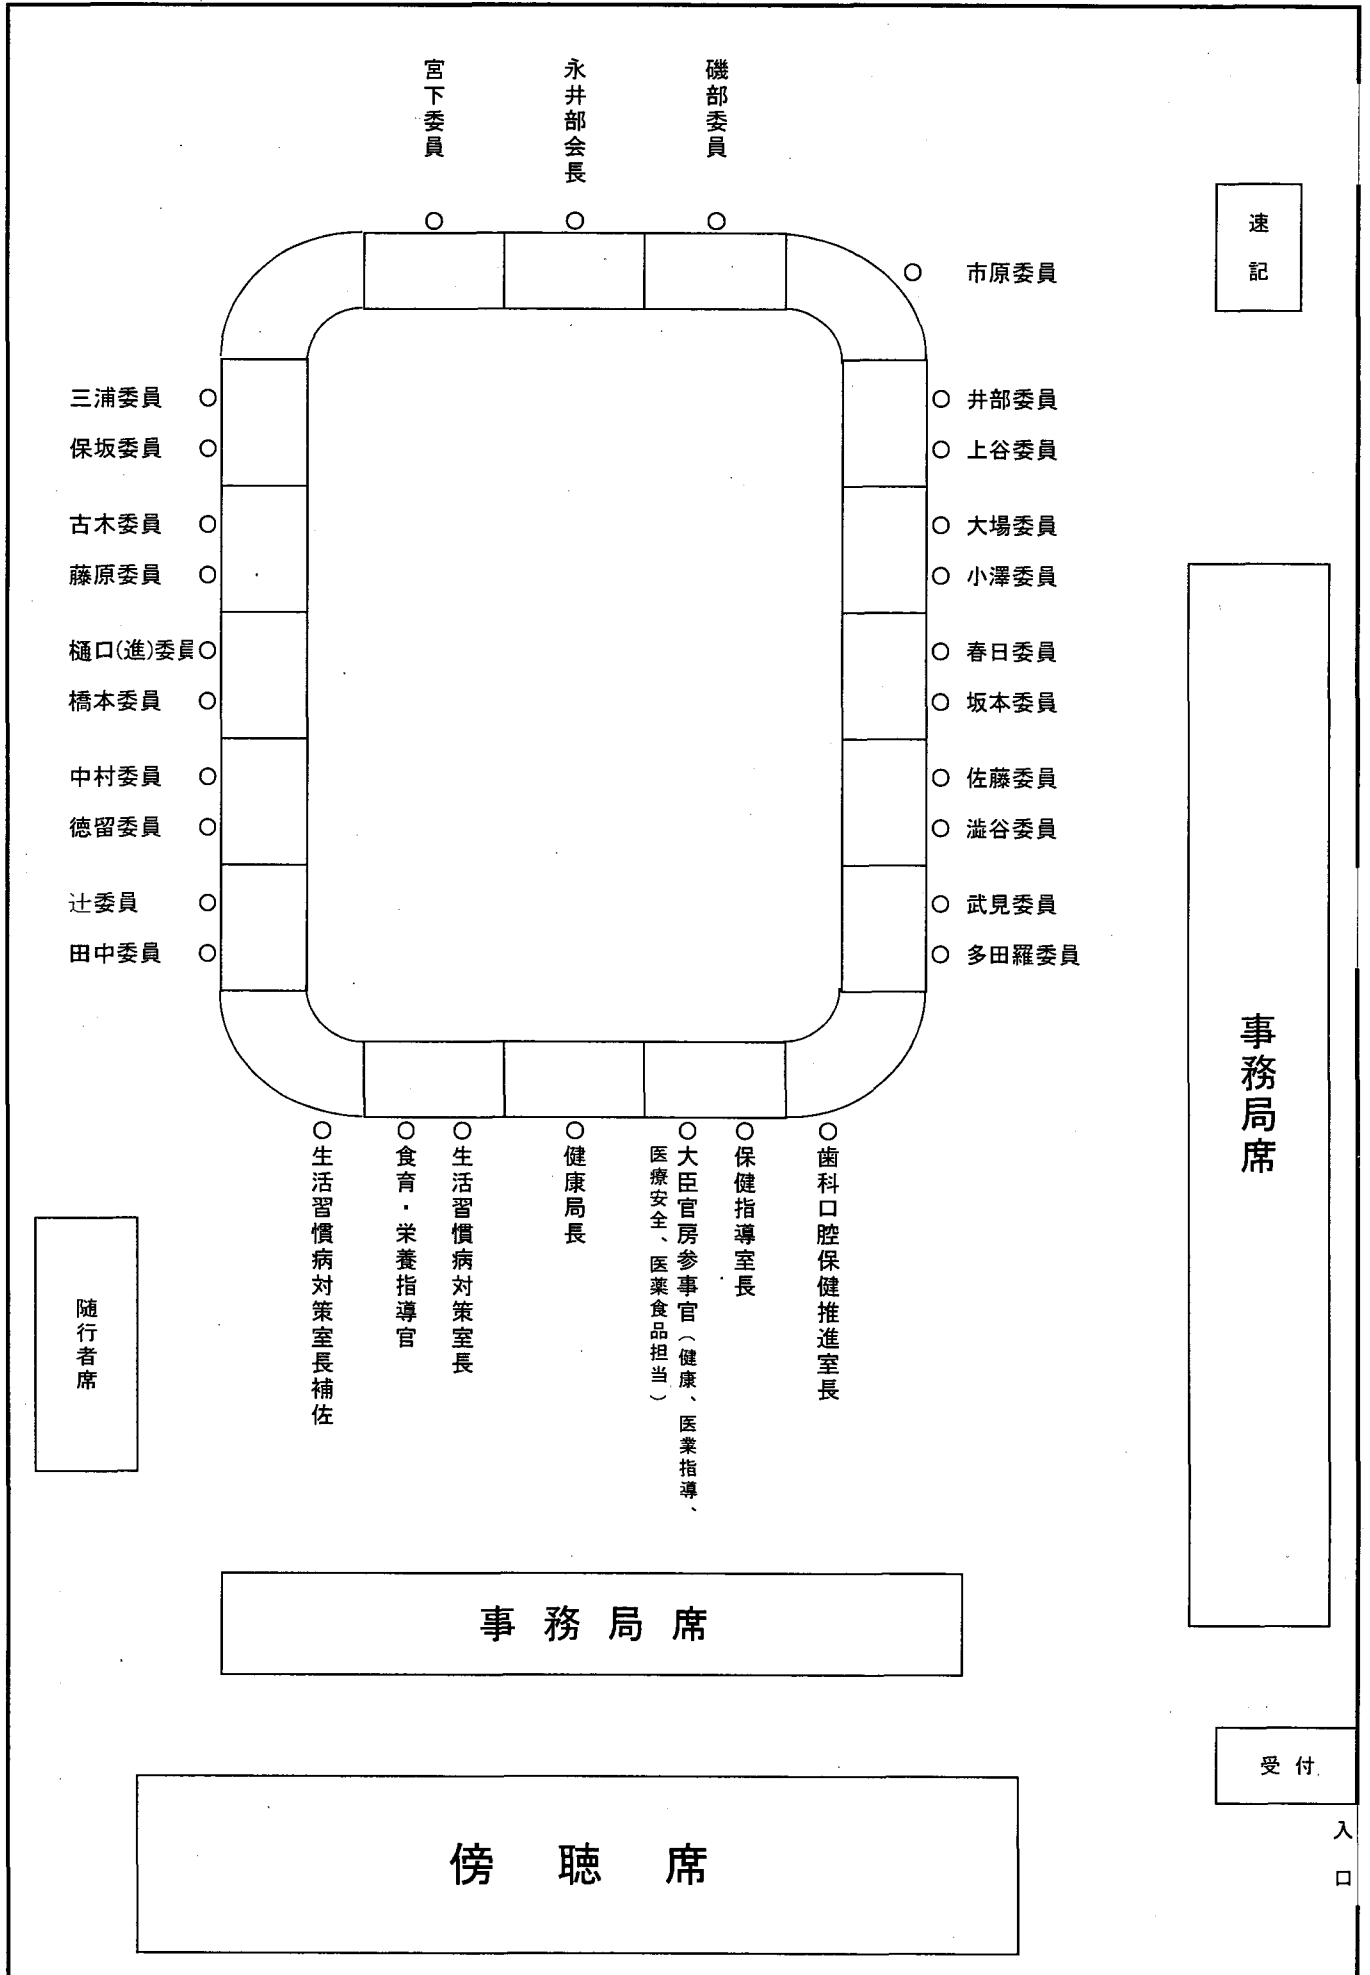 宮下委員
永井部会長
磯部委員
速記
市原委員
三浦委員
保坂委員
古木委員
藤原委員
樋口(進)委員
橋本委員
中村委員
徳留委員
辻委員
田中委員
井部委員
上谷委員
大場委員
小澤委員
春日委員
坂本委員
佐藤委員
澁谷委員
武見委員
多田羅委員
事務局席
生活習慣病対策室長補佐
食育・栄養指導官
生活習慣病対策室長
健康局長
大臣官房参事官（健康、医業指導、
医療安全、医薬食品担当）
保健指導室長
歯科口腔保健推進室長
随行者席
事務局席
受付
入口
傍聴席